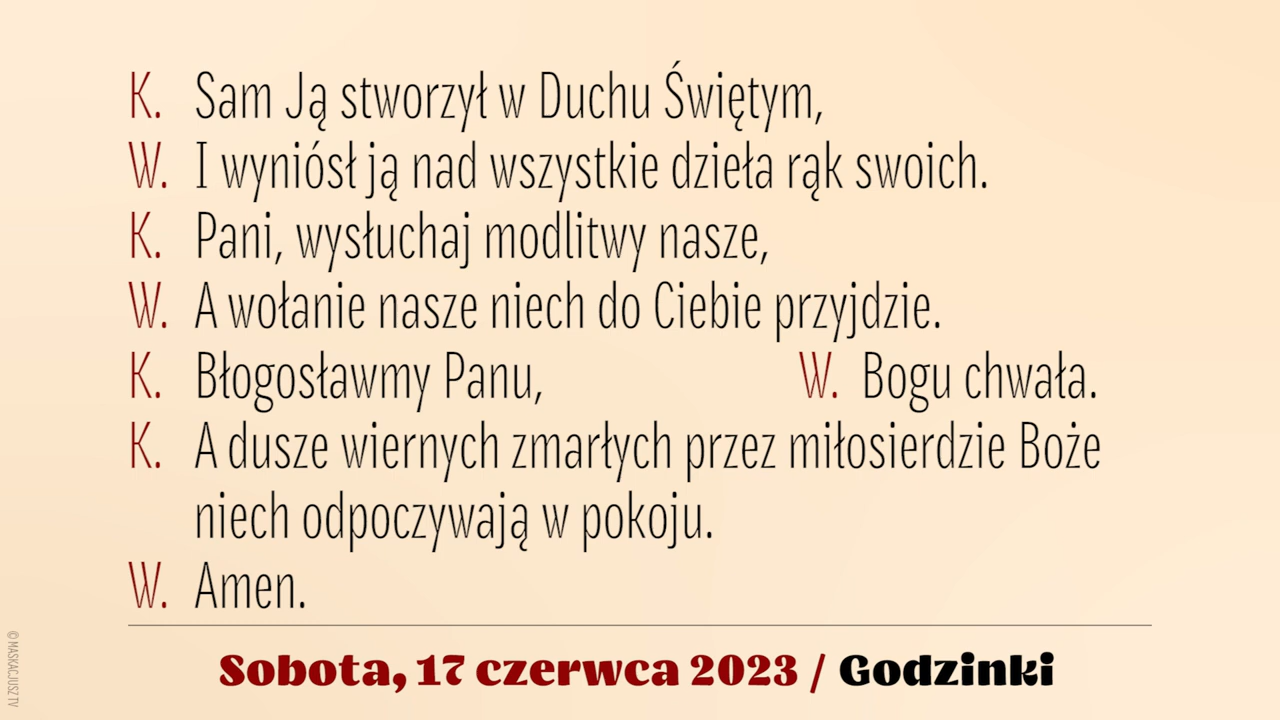 K. Sam Ją stworzył w Duchu Świętym,
W. I wyniósł ją nad wszystkie dzieła rąk swoich.
K. Pani, wysłuchaj modlitwy nasze,
W. A wołanie nasze niech do Ciebie przyjdzie.
K. Błogosławmy Panu, W. Bogu chwała.
K. A dusze wiernych zmarłych przez miłosierdzie Boże
niech odpoczywają w pokoju.
W. Amen.
Sobota, 17 czerwca 2023 / Godzinki
© MASKACJUSZ TV